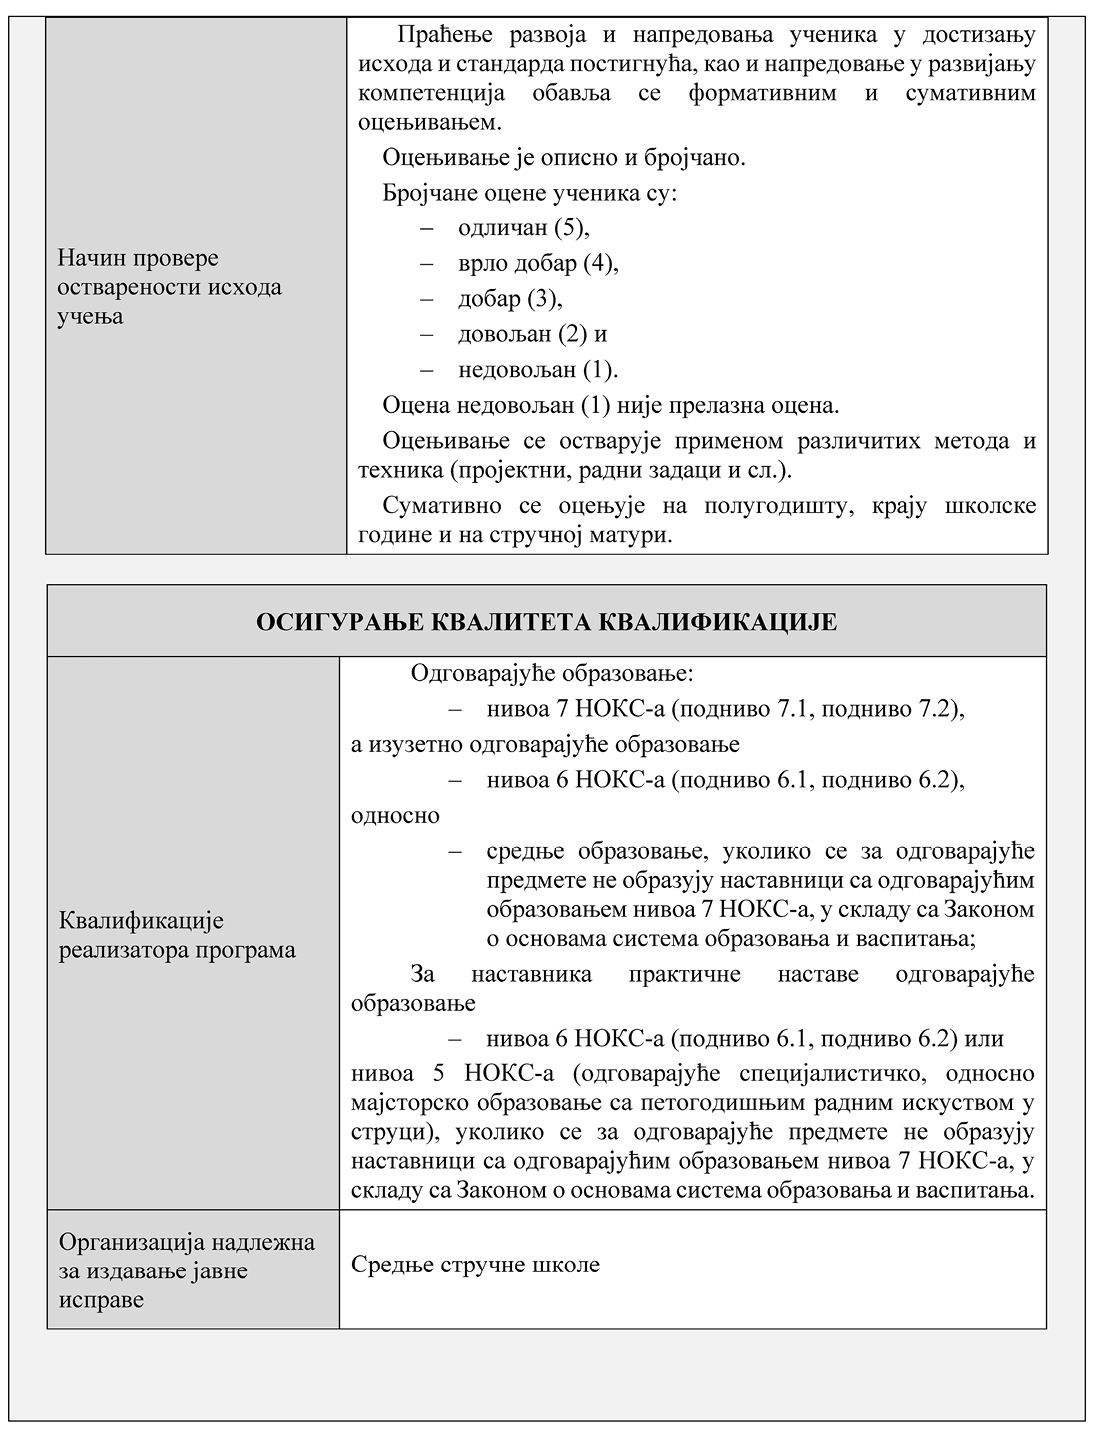 Начин провере
остварености исхода
учења
Праћење развоја и напредовања ученика у достизању
исхода и стандарда постигнућа, као и напредовање у развијању
компетенција обавља се формативним и сумативним
оцењивањем.
Оцењивање је описно и бројчано.
Бројчане оцене ученика су:
– одличан (5),
– врло добар (4),
– добар (3),
– довољан (2) и
– недовољан (1).
Оцена недовољан (1) није прелазна оцена.
Оцењивање се остварује применом различитих метода и
техника (пројектни, радни задаци и сл.).
Сумативно се оцењује на полугодишту, крају школске
године и на стручној матури.
ОСИГУРАЊЕ КВАЛИТЕТА КВАЛИФИКАЦИЈЕ
Квалификације
реализатора програма
Одговарајуће образовање:
– нивоа 7 НОКС-а (подниво 7.1, подниво 7.2),
а изузетно одговарајуће образовање
– нивоа 6 НОКС-а (подниво 6.1, подниво 6.2),
односно
– средње образовање, уколико се за одговарајуће
предмете не образују наставници са одговарајућим
образовањем нивоа 7 НОКС-а, у складу са Законом
о основама система образовања и васпитања;
За наставника практичне наставе одговарајуће
образовање
– нивоа 6 НОКС-а (подниво 6.1, подниво 6.2) или
нивоа 5 НОКС-а (одговарајуће специјалистичко, односно
мајсторско образовање са петогодишњим радним искуством у
струци), уколико се за одговарајуће предмете не образују
наставници са одговарајућим образовањем нивоа 7 НОКС-а, у
складу са Законом о основама система образовања и васпитања.
Организација надлежна
за издавање јавне
исправе
Средње стручне школе